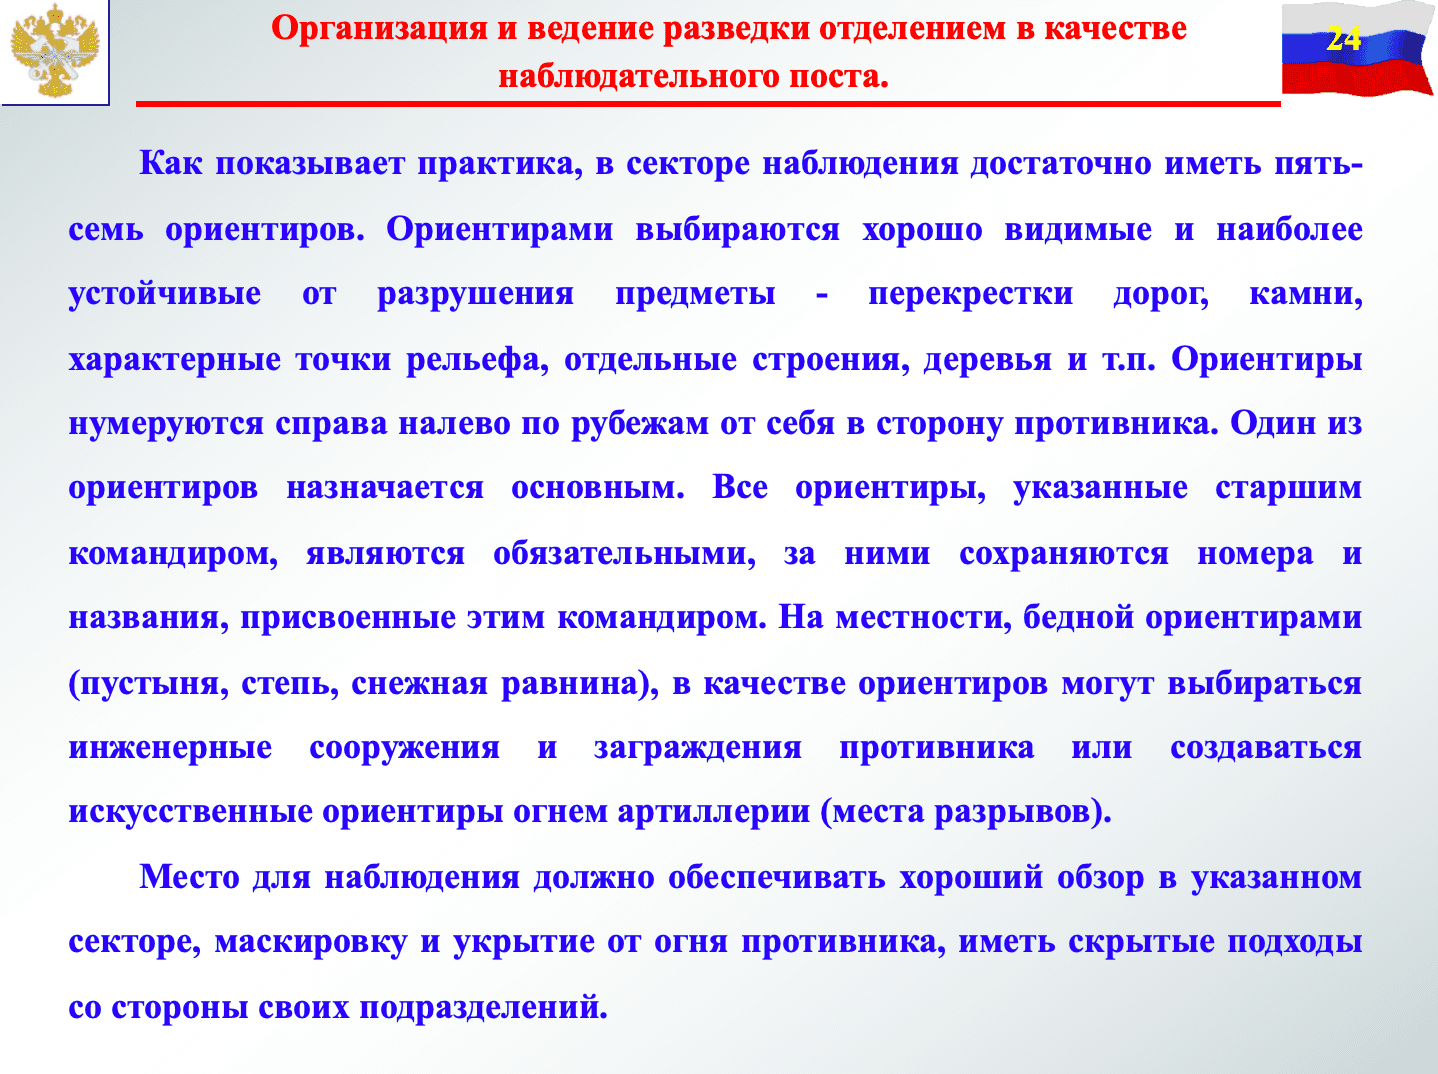 Организация и ведение разведки отделением в качестве
наблюдательного поста.
24
Как показывает практика, в секторе наблюдения достаточно иметь пять-
семь ориентиров. Ориентирами выбираются хорошо видимые и наиболее
устойчивые от разрушения предметы - перекрестки дорог, камни,
характерные точки рельефа, отдельные строения, деревья и т.п. Ориентиры
нумеруются справа налево по рубежам от себя в сторону противника. Один из
ориентиров назначается основным. Все ориентиры, указанные старшим
командиром, являются обязательными, за ними сохраняются номера и
названия, присвоенные этим командиром. На местности, бедной ориентирами
(пустыня, степь, снежная равнина), в качестве ориентиров могут выбираться
инженерные сооружения и заграждения противника или создаваться
искусственные ориентиры огнем артиллерии (места разрывов).
Место для наблюдения должно обеспечивать хороший обзор в указанном
секторе, маскировку и укрытие от огня противника, иметь скрытые подходы
со стороны своих подразделений.